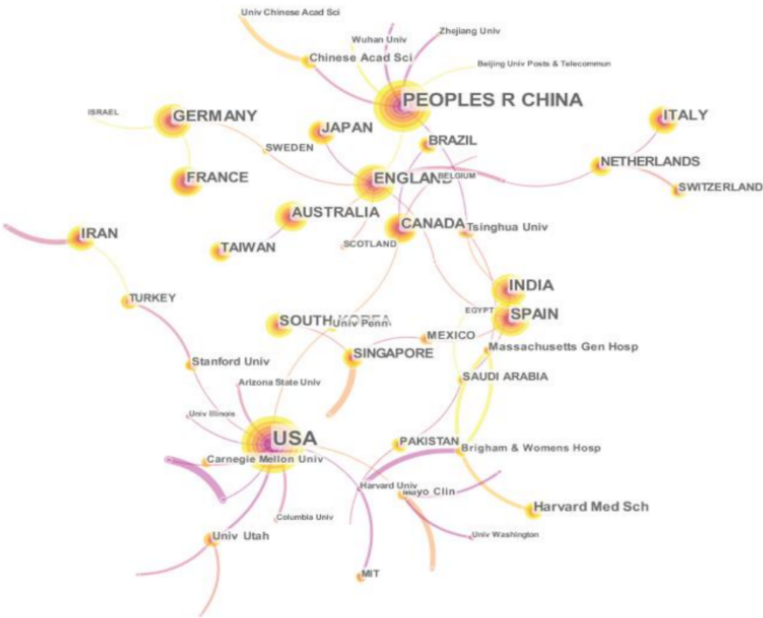 Univ Chinese Acad Sci
Zhejiang Univ
Wuhan Univ
Chinese Acad Sci
Beijing Univ Posts & Telecommun
PEOPLES R CHINA
ISRAEL
GERMANY
ITALY
JAPAN
BRAZIL
SWEDEN
NETHERLANDS
FRANCE
ENGLAND
BELGIUM
SWITZERLAND
AUSTRALIA
CANADA
Tsinghua Univ
IRAN
TAIWAN
SCOTLAND
INDIA
TURKEY
EGYPT
SPAIN
SOUTH KOREA
Univ Penn
MEXICO
Massachusetts Gen Hosp
SINGAPORE
Stanford Univ
SAUDI ARABIA
Arizona State Univ
Univ Illinois
USA
PAKISTAN
Brigham & Womens Hosp
Carnegie Mellon Univ
Harvard Univ
Mayo Clin
Harvard Med Sch
Columbia Univ
Univ Utah
Univ Washington
MIT